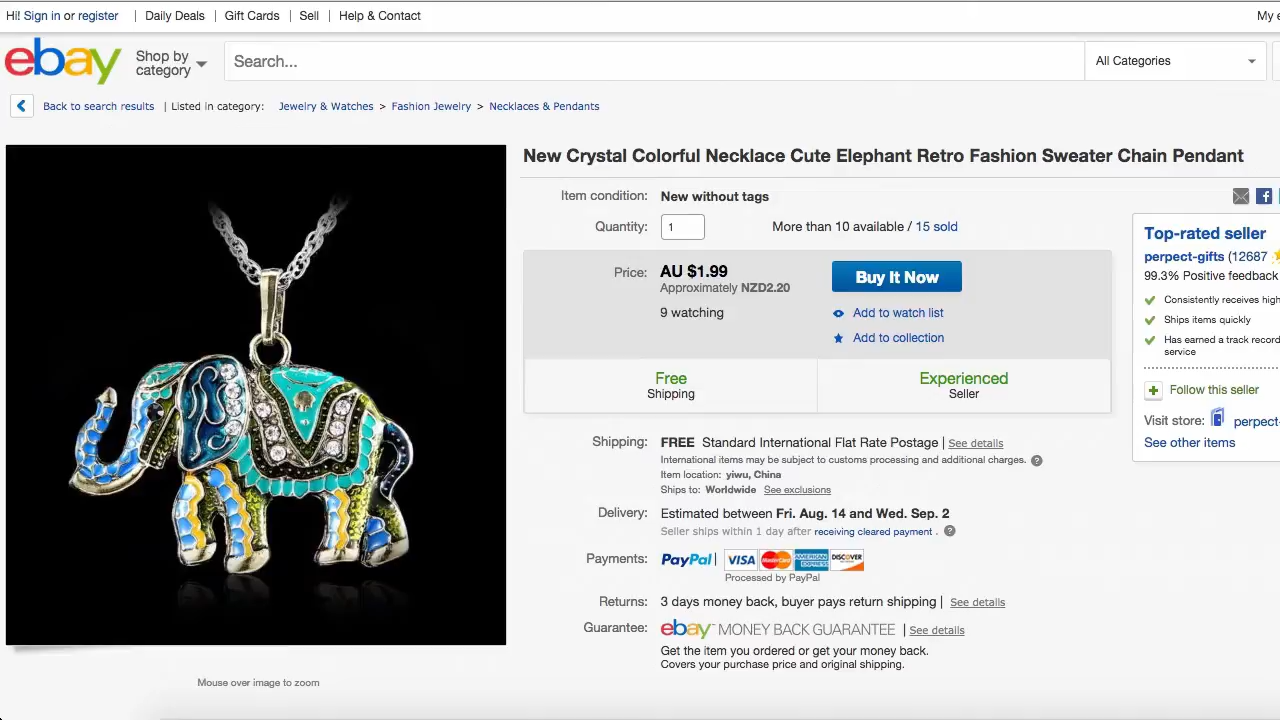 Hi! Sign in or register | Daily Deals | Gift Cards | Sell | Help & Contact My
ebay Shop by category Search... All Categories
Back to search results | Listed in category: Jewelry & Watches > Fashion Jewelry > Necklaces & Pendants
New Crystal Colorful Necklace Cute Elephant Retro Fashion Sweater Chain Pendant
Item condition: New without tags
Quantity: 1 More than 10 available / 15 sold
Price: AU $1.99 Buy It Now
Approximately NZD2.20
9 watching Add to watch list
Add to collection
Free Experienced
Shipping Seller
Shipping: FREE Standard International Flat Rate Postage | See details
International items may be subject to customs processing and additional charges. ?
Item location: yiwu, China
Ships to: Worldwide See exclusions
Delivery: Estimated between Fri. Aug. 14 and Wed. Sep. 2
Seller ships within 1 day after receiving cleared payment . ?
Payments: PayPal | VISA MasterCard AMERICAN EXPRESS DISCOVER
Processed by PayPal
Returns: 3 days money back, buyer pays return shipping | See details
Guarantee: ebay MONEY BACK GUARANTEE | See details
Get the item you ordered or get your money back.
Covers your purchase price and original shipping.
Top-rated seller
perpect-gifts (12687
99.3% Positive feedback
Consistently receives
Ships items quickly
Has earned a track record
service
Follow this seller
Visit store: perpect-
See other items
Mouse over image to zoom